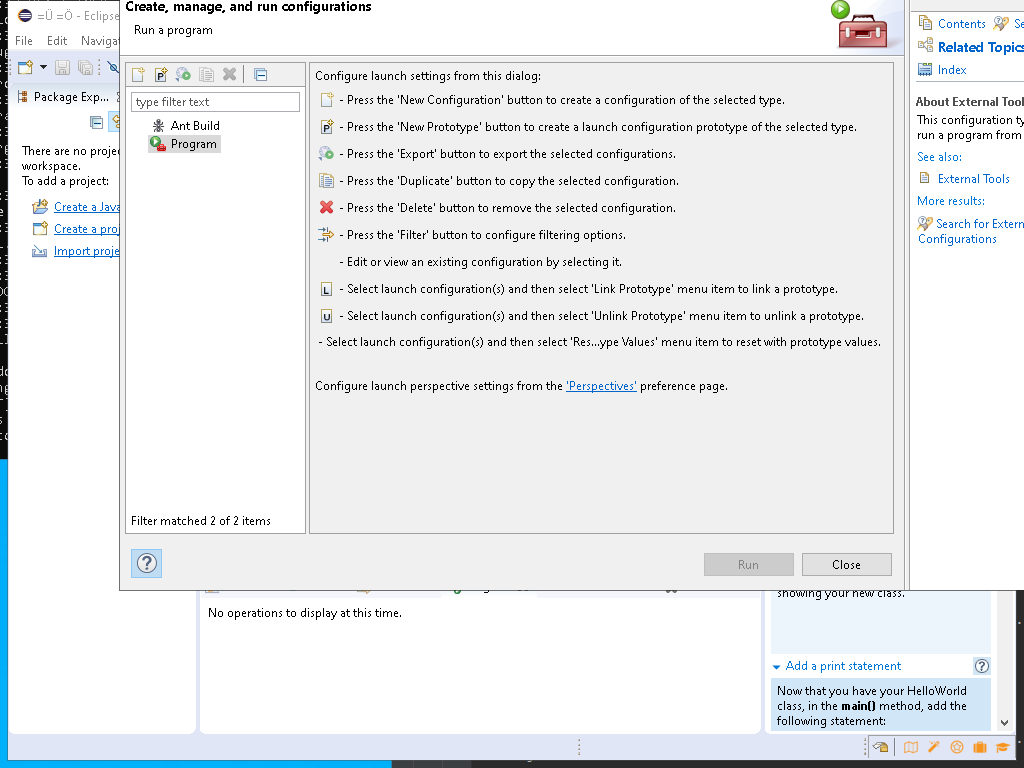 Create, manage, and run configurations
Run a program
=Ü =Ö - Eclipse
File Edit Navigat
Package Exp...
There are no proje
workspace.
To add a project:
Create a Java
Create a proj
Import proje
type filter text
Ant Build
Program
Filter matched 2 of 2 items
Configure launch settings from this dialog:
- Press the 'New Configuration' button to create a configuration of the selected type.
- Press the 'New Prototype' button to create a launch configuration prototype of the selected type.
- Press the 'Export' button to export the selected configurations.
- Press the 'Duplicate' button to copy the selected configuration.
- Press the 'Delete' button to remove the selected configuration.
- Press the 'Filter' button to configure filtering options.
- Edit or view an existing configuration by selecting it.
L - Select launch configuration(s) and then select 'Link Prototype' menu item to link a prototype.
U - Select launch configuration(s) and then select 'Unlink Prototype' menu item to unlink a prototype.
- Select launch configuration(s) and then select 'Res...ype Values' menu item to reset with prototype values.
Configure launch perspective settings from the 'Perspectives' preference page.
Run Close
Contents Se
Related Topics
Index
About External Tool
This configuration ty
run a program from
See also:
External Tools
More results:
Search for Extern
Configurations
No operations to display at this time.
showing your new class.
Add a print statement
Now that you have your HelloWorld
class, in the main() method, add the
following statement: